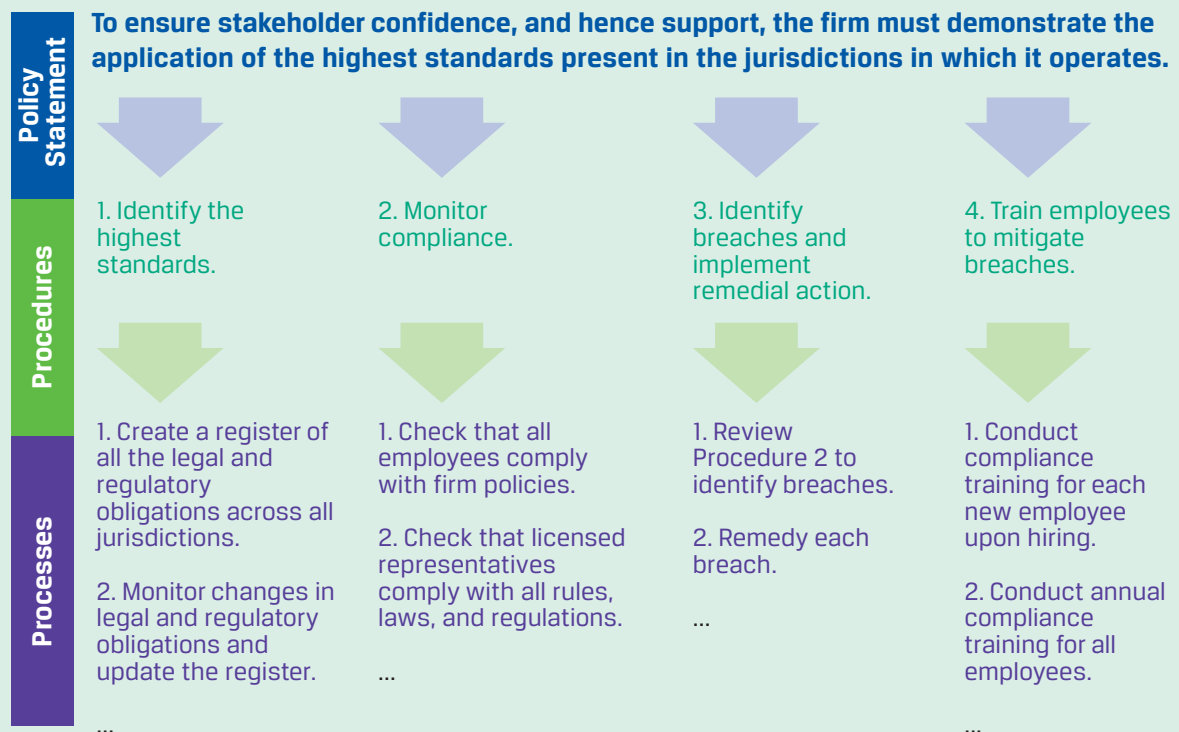 Policy
Statement
To ensure stakeholder confidence, and hence support, the firm must demonstrate the
application of the highest standards present in the jurisdictions in which it operates.
Procedures
1. Identify the
highest
standards.
2. Monitor
compliance.
3. Identify
breaches and
implement
remedial action.
4. Train employees
to mitigate
breaches.
Processes
1. Create a register of
all the legal and
regulatory
obligations across all
jurisdictions.
2. Monitor changes in
legal and regulatory
obligations and
update the register.
...
1. Check that all
employees comply
with firm policies.
2. Check that licensed
representatives
comply with all rules,
laws, and regulations.
...
1. Review
Procedure 2 to
identify breaches.
2. Remedy each
breach.
...
1. Conduct
compliance
training for each
new employee
upon hiring.
2. Conduct annual
compliance
training for all
employees.
...